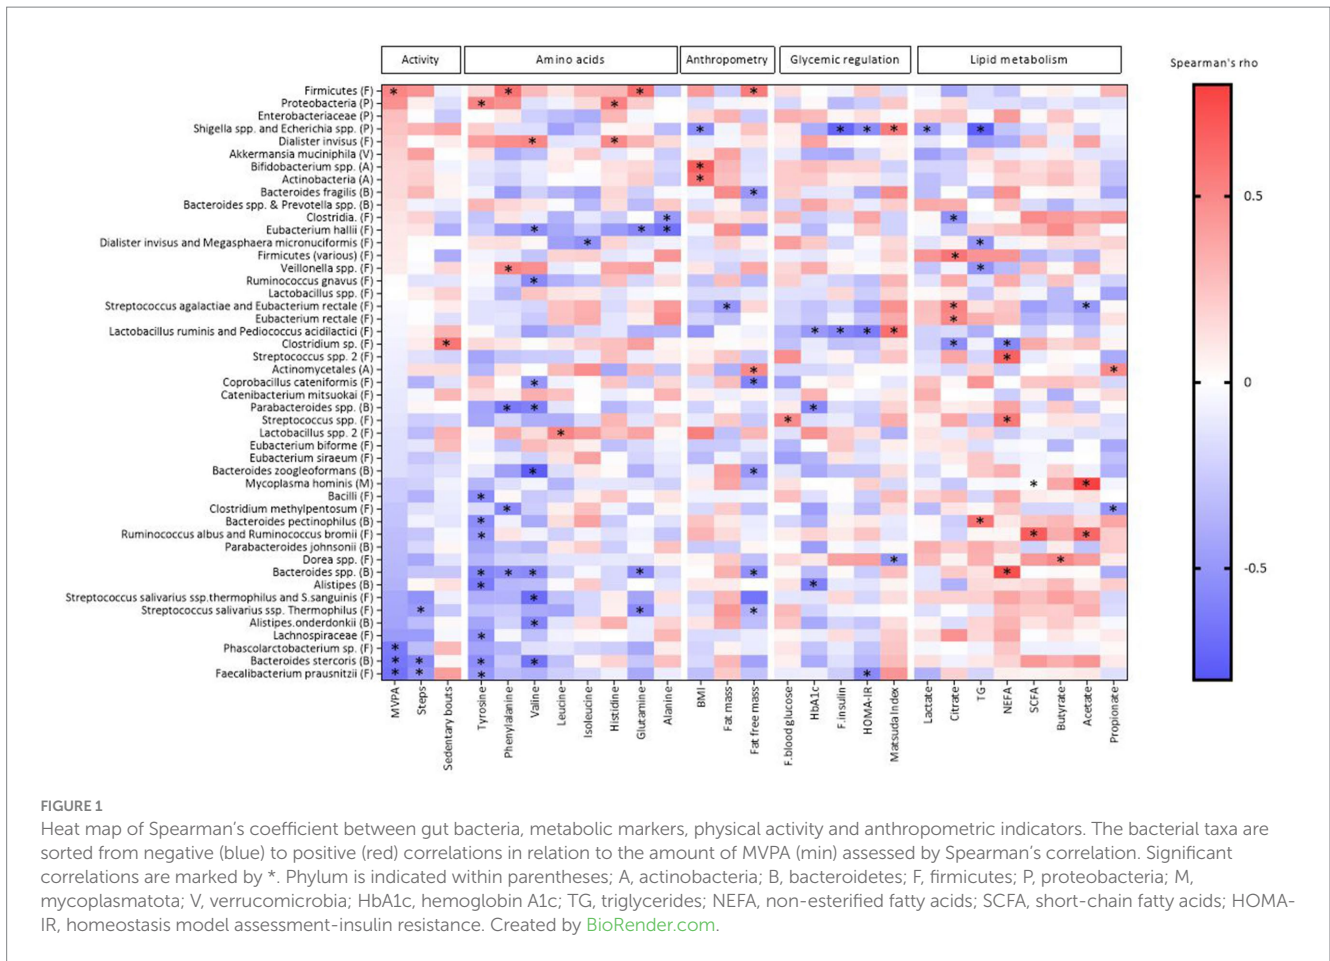 Activity
Amino acids
Anthropometry
Glycemic regulation
Lipid metabolism
Spearman's rho
Firmicutes (F)
Proteobacteria (P)
Enterobacteriaceae (P)
Shigella spp. and Escherichia spp. (P)
Dialister invisus (F)
Akkermansia muciniphila (V)
Bifidobacterium spp. (A)
Actinobacteria (A)
Bacteroides fragilis (B)
Bacteroides spp. & Prevotella spp. (B)
Clostridia. (F)
Eubacterium hallii (F)
Dialister invisus and Megasphaera micronuciformis (F)
Firmicutes (various) (F)
Veillonella spp. (F)
Ruminococcus gnavus (F)
Lactobacillus spp. (F)
Streptococcus agalactiae and Eubacterium rectale (F)
Eubacterium rectale (F)
Lactobacillus ruminis and Pediococcus acidilactici (F)
Clostridium sp. (F)
Streptococcus spp. 2 (F)
Actinomycetales (A)
Coprobacillus cateniformis (F)
Catenibacterium mitsuokai (F)
Parabacteroides spp. (B)
Streptococcus spp. (F)
Lactobacillus spp. 2 (F)
Eubacterium biforme (F)
Eubacterium siraeum (F)
Bacteroides zoogleoformans (B)
Mycoplasma hominis (M)
Bacilli (F)
Clostridium methylpentosum (F)
Bacteroides pectinophilus (B)
Ruminococcus albus and Ruminococcus bromii (F)
Parabacteroides johnsonii (B)
Dorea spp. (F)
Bacteroides spp. (B)
Alistipes (B)
Streptococcus salivarius ssp.thermophilus and S.sanguinis (F)
Streptococcus salivarius ssp. Thermophilus (F)
Alistipes.onderdonkii (B)
Lachnospiraceae (F)
Phascolarctobacterium sp. (F)
Bacteroides stercoris (B)
Faecalibacterium prausnitzii (F)
MVPA
Steps
Sedentary bouts
Tyrosine
Phenylalanine
Valine
Leucine
Isoleucine
Histidine
Glutamine
Alanine
BMI
Fat mass
Fat free mass
F.blood glucose
HbA1c
F.insulin
HOMA-IR
Matsuda Index
Lactate
Citrate
TG
NEFA
SCFA
Butyrate
Acetate
Propionate
0.5
0
-0.5
FIGURE 1
Heat map of Spearman's coefficient between gut bacteria, metabolic markers, physical activity and anthropometric indicators. The bacterial taxa are
sorted from negative (blue) to positive (red) correlations in relation to the amount of MVPA (min) assessed by Spearman's correlation. Significant
correlations are marked by *. Phylum is indicated within parentheses; A, actinobacteria; B, bacteroidetes; F, firmicutes; P, proteobacteria; M,
mycoplasmatota; V, verrucomicrobia; HbA1c, hemoglobin A1c; TG, triglycerides; NEFA, non-esterified fatty acids; SCFA, short-chain fatty acids; HOMA-
IR, homeostasis model assessment-insulin resistance. Created by BioRender.com.